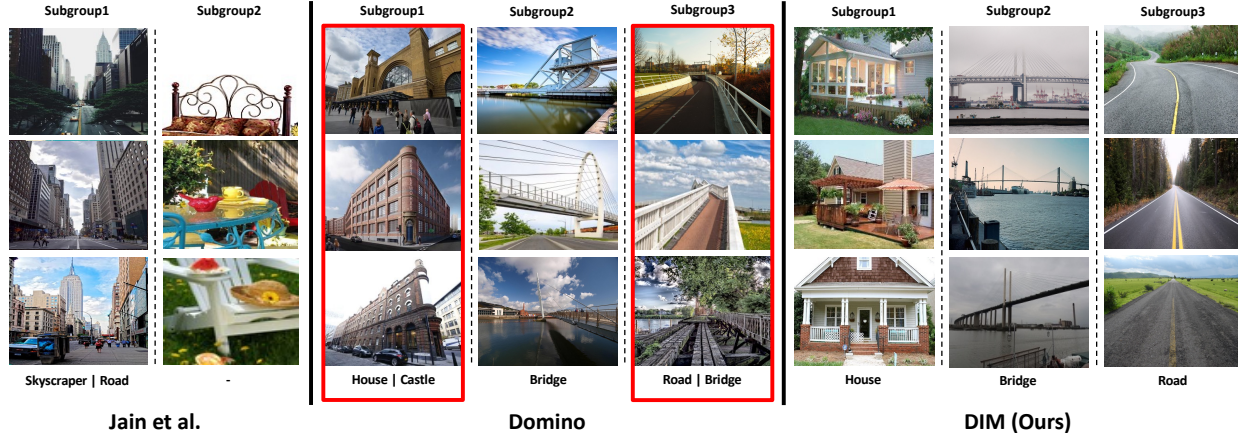 Subgroup1 Subgroup2 Subgroup1 Subgroup2 Subgroup3 Subgroup1 Subgroup2 Subgroup3
Skyscraper | Road - House | Castle Bridge Road | Bridge House Bridge Road
Jain et al. Domino DIM (Ours)